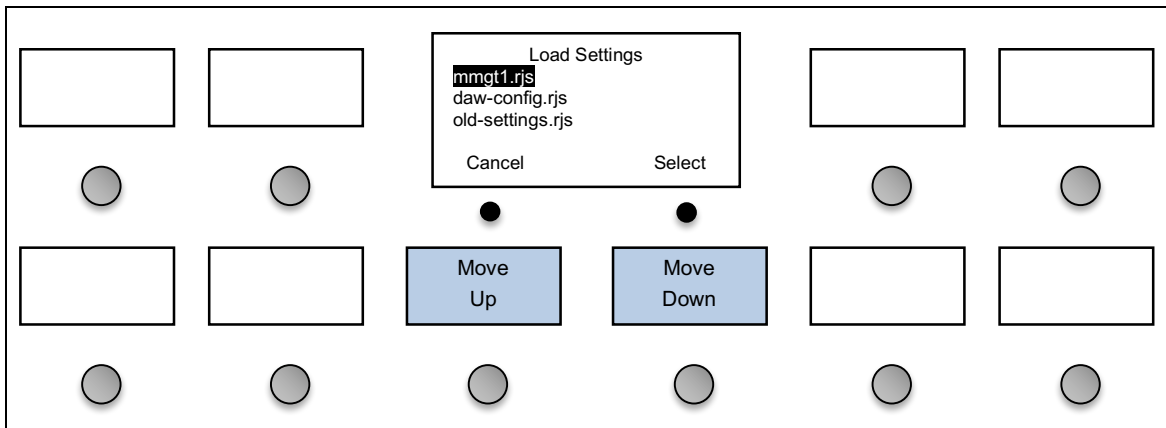 Load Settings
mmgt1.rjs
daw-config.rjs
old-settings.rjs
Cancel Select
Move
Up
Move
Down